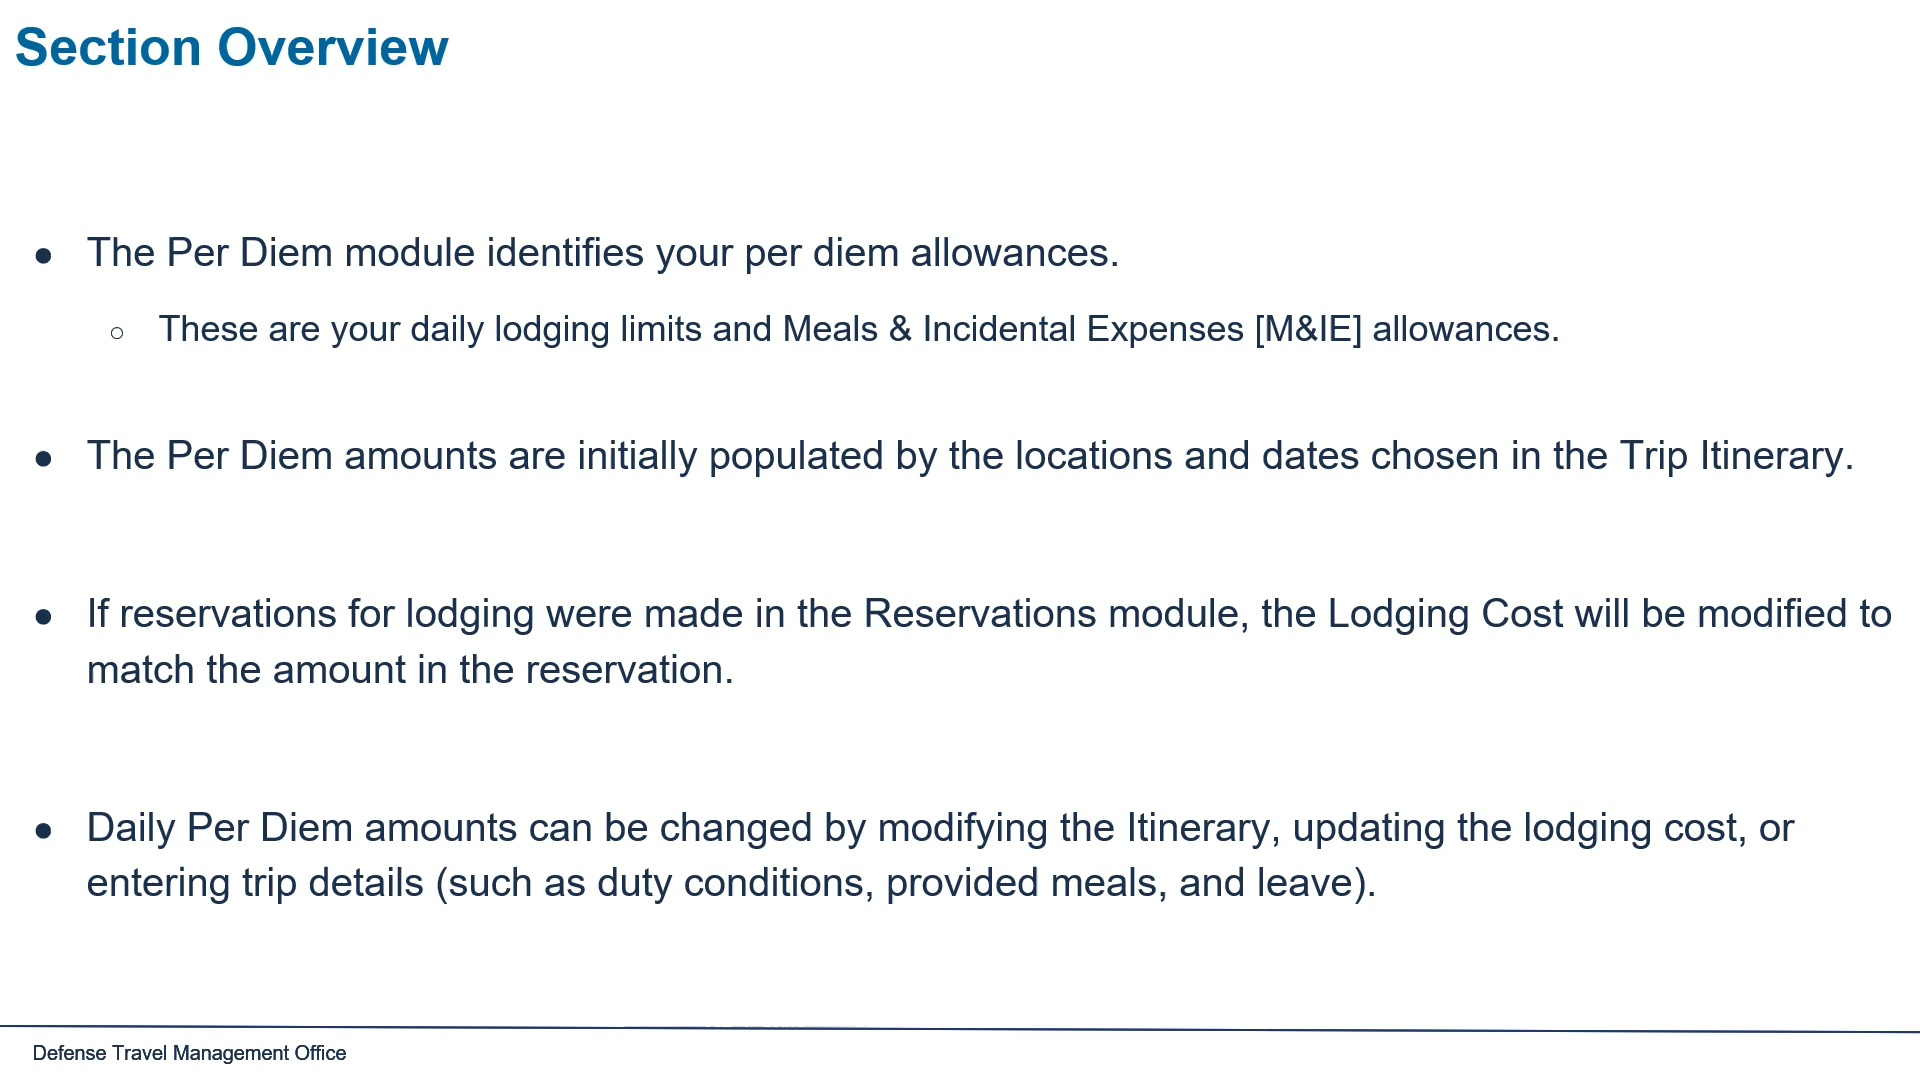 Section Overview
● The Per Diem module identifies your per diem allowances.
○ These are your daily lodging limits and Meals & Incidental Expenses [M&IE] allowances.
● The Per Diem amounts are initially populated by the locations and dates chosen in the Trip Itinerary.
● If reservations for lodging were made in the Reservations module, the Lodging Cost will be modified to
match the amount in the reservation.
● Daily Per Diem amounts can be changed by modifying the Itinerary, updating the lodging cost, or
entering trip details (such as duty conditions, provided meals, and leave).
Defense Travel Management Office